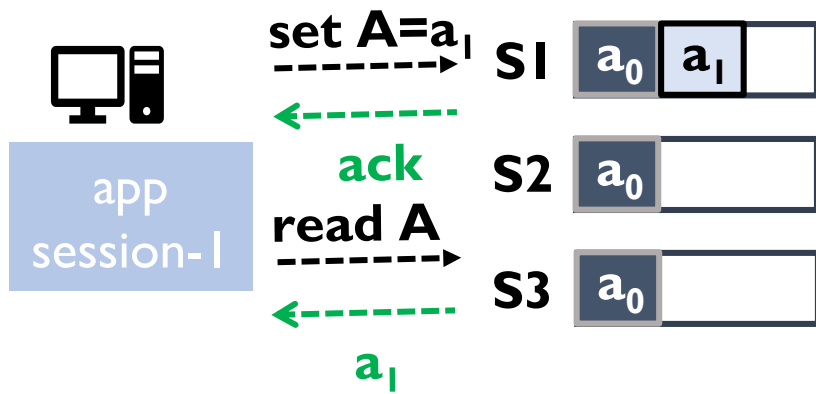 set A=a₁
ack
read A
a₁
app
session-1
S1 a₀ a₁
S2 a₀
S3 a₀